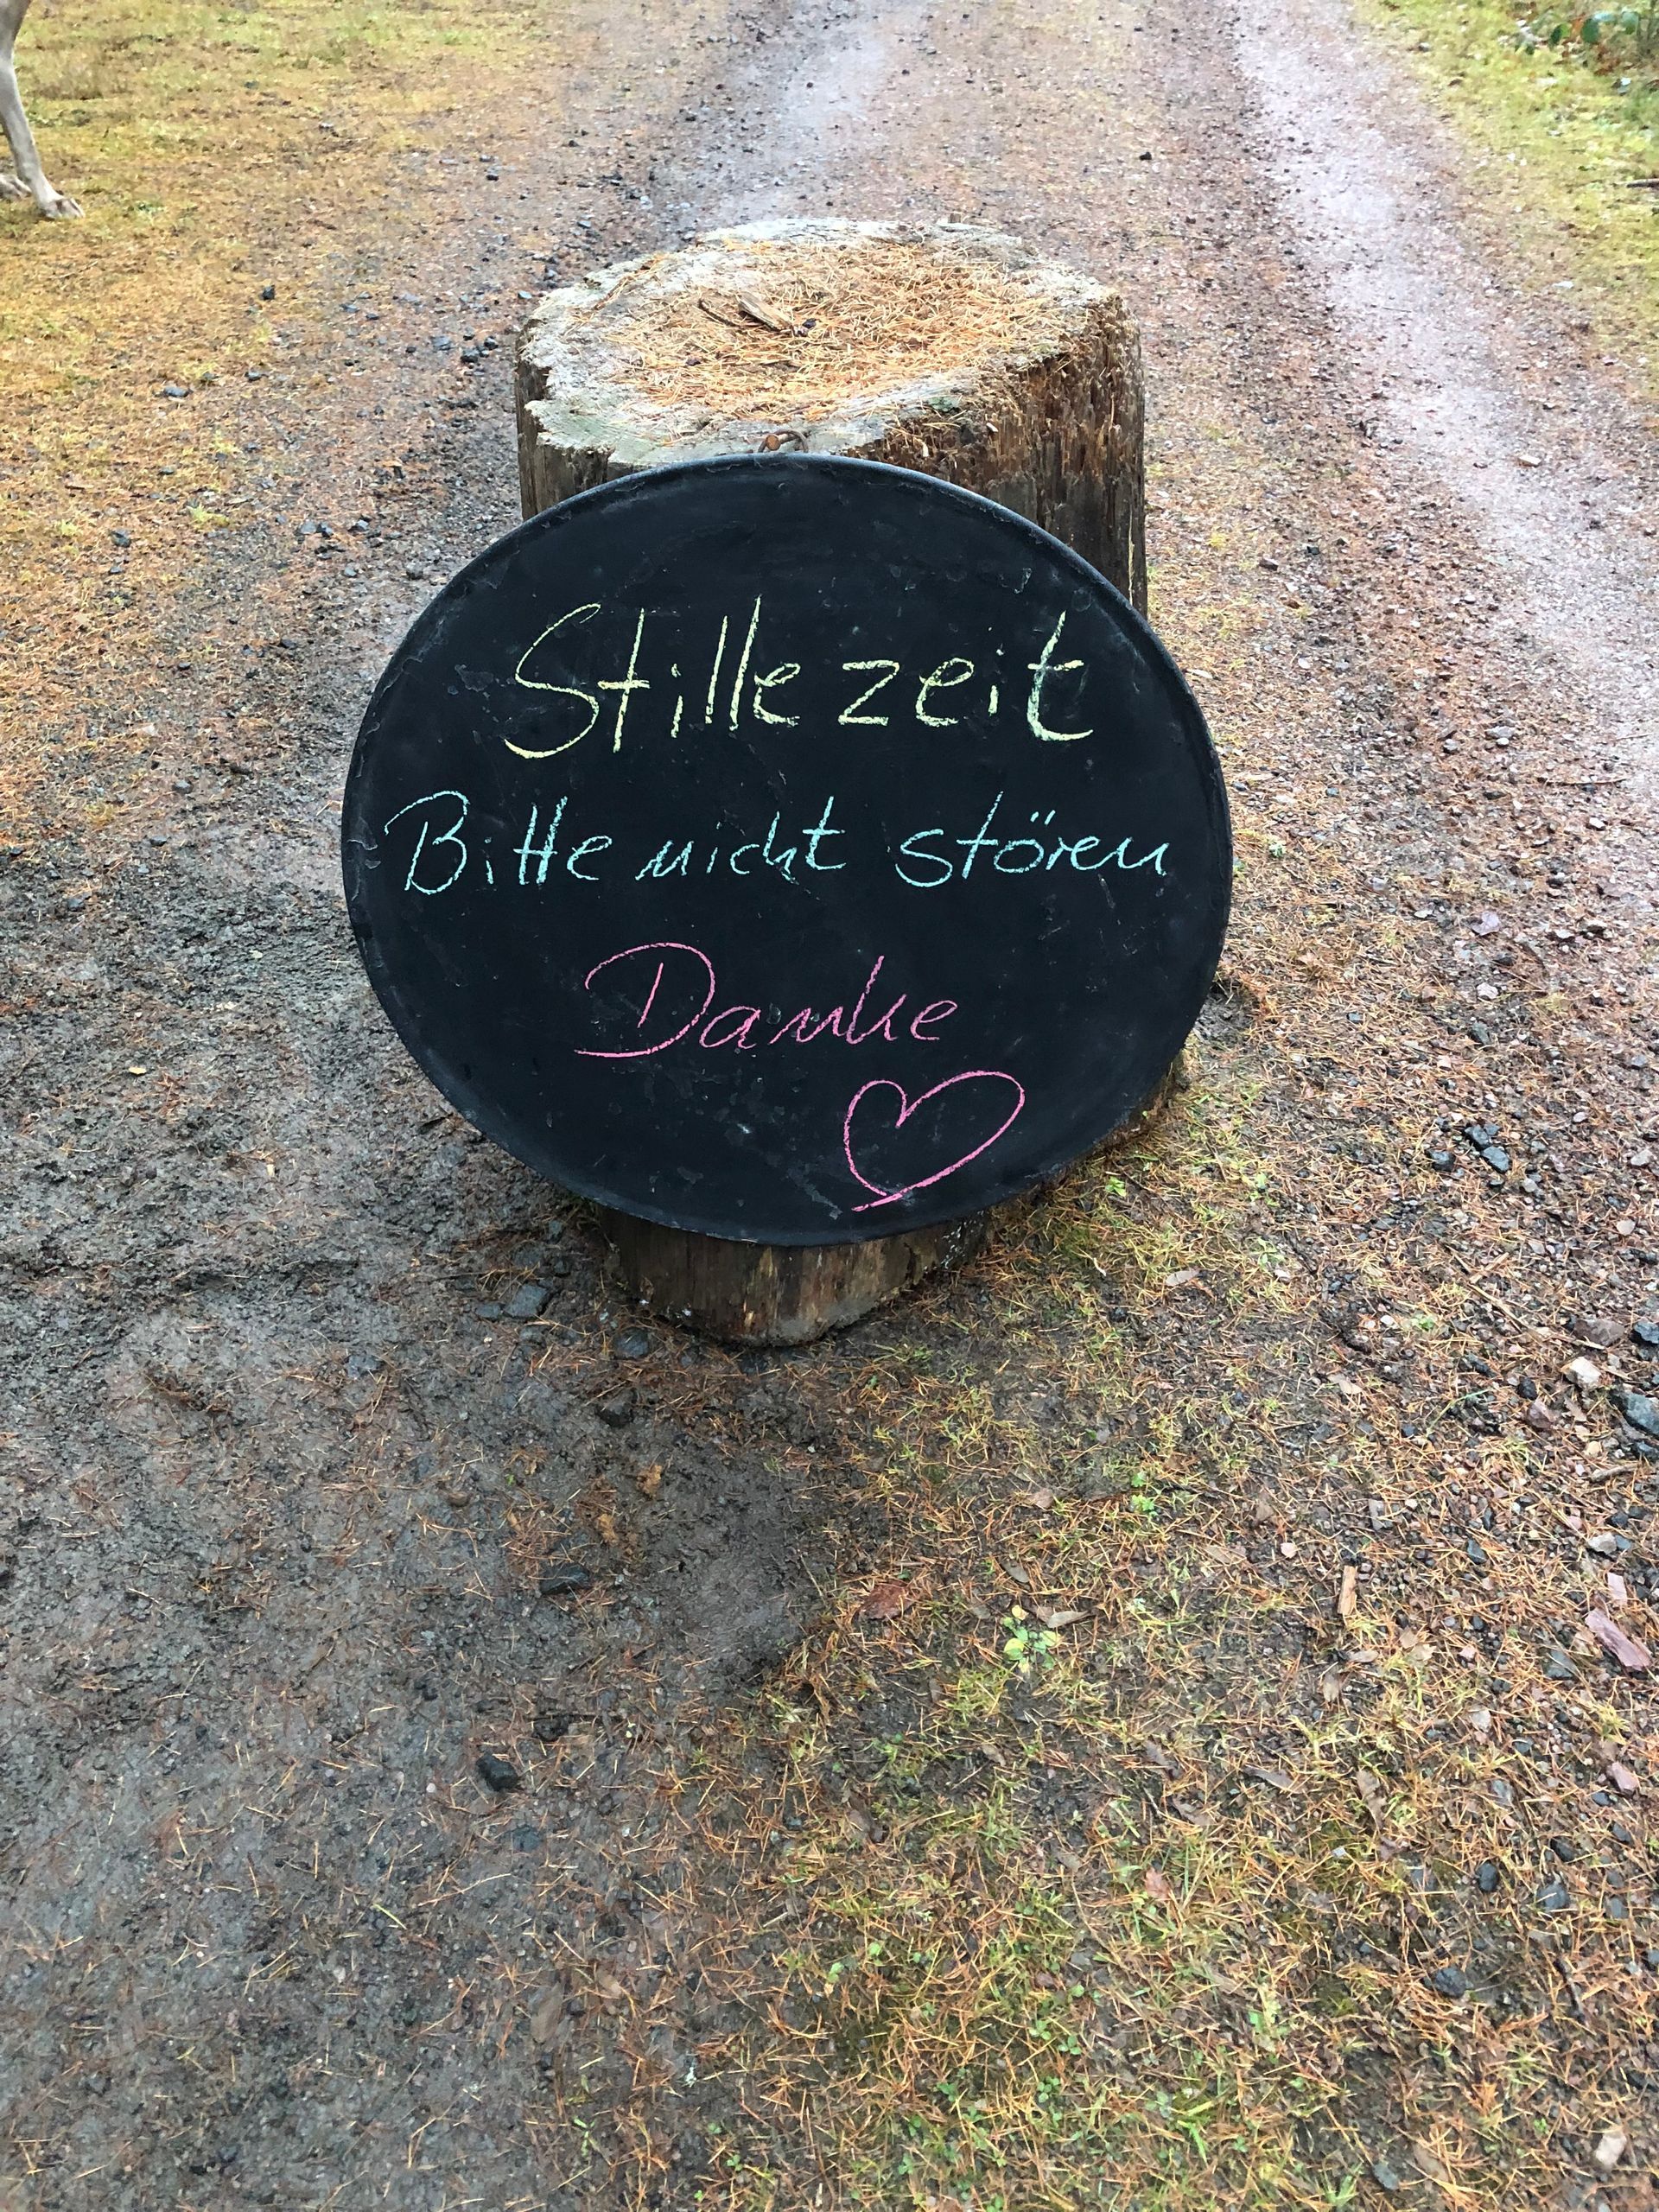 Stillezeit
Bitte nicht stören
Danke